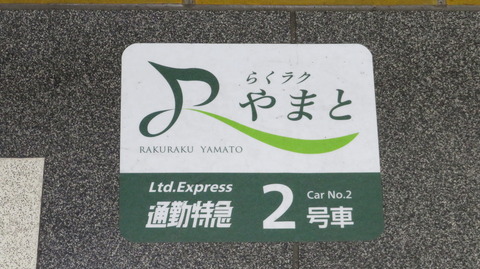 らくラク
やまと
RAKURAKU YAMATO
Ltd.Express
通勤特急
2
Car No.2
号車